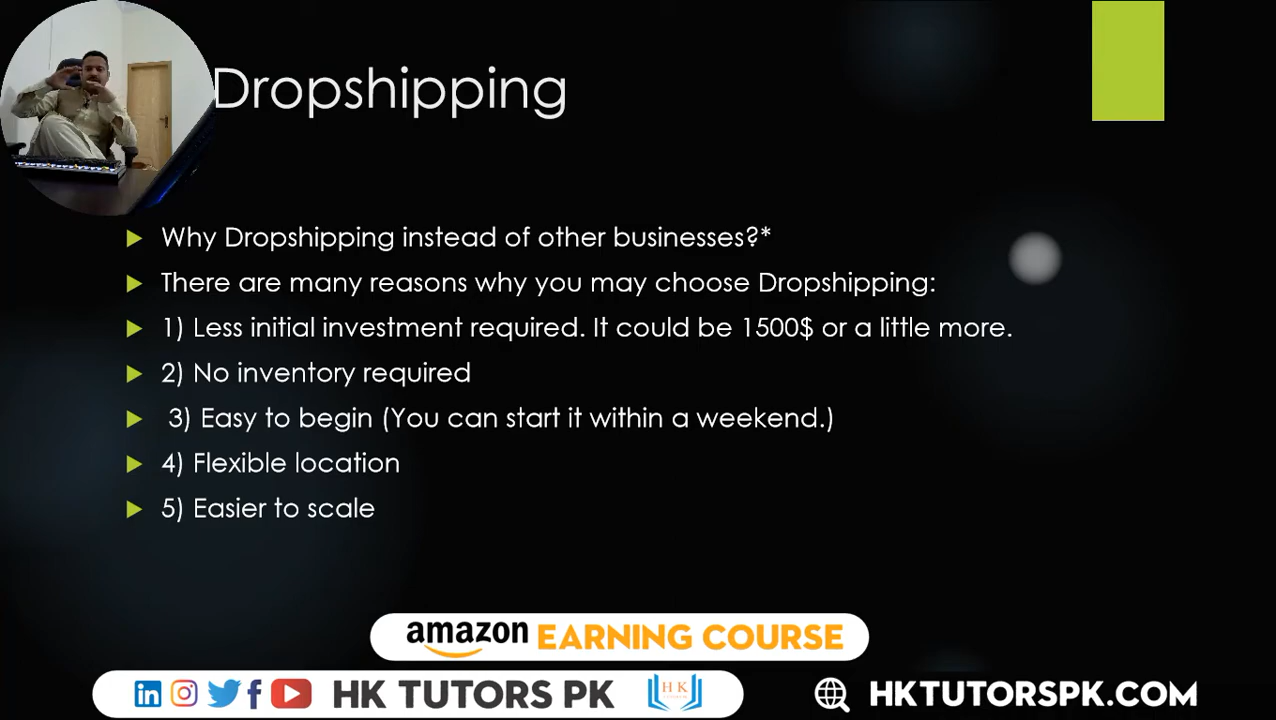 Dropshipping
Why Dropshipping instead of other businesses?*
There are many reasons why you may choose Dropshipping:
1) Less initial investment required. It could be 1500$ or a little more.
2) No inventory required
3) Easy to begin (You can start it within a weekend.)
4) Flexible location
5) Easier to scale
amazon EARNING COURSE
HK TUTORS PK HK HKTUTORSPK.COM